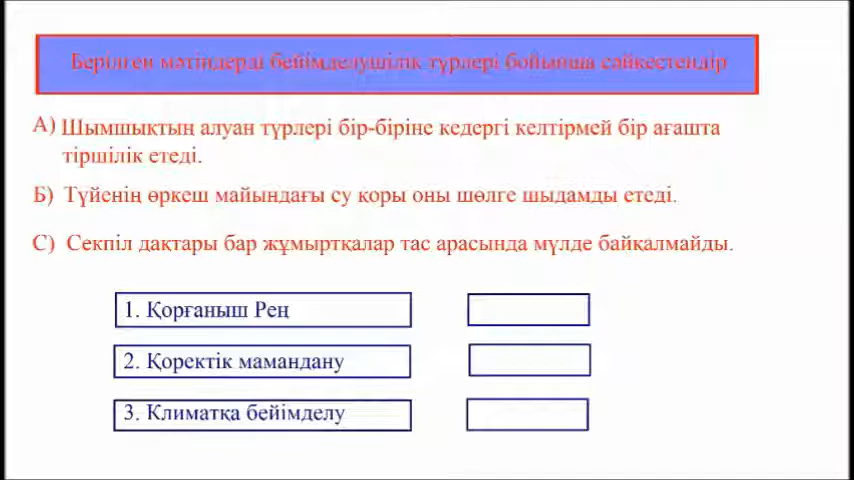 Берілген мәтіндерді бейімделушілік түрлері бойынша сәйкестендір
А) Шымшықтың алуан түрлері бір-біріне кедергі келтірмей бір ағашта
тіршілік етеді.
Б) Түйенің өркеш майындағы су қоры оны шөлге шыдамды етеді.
С) Секпіл дақтары бар жұмыртқалар тас арасында мүлде байқалмайды.
1. Қорғаныш Рең
2. Қоректік мамандану
3. Климатқа бейімделу